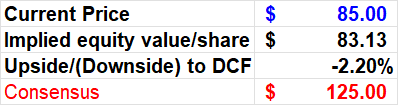 Current Price $ 85.00
Implied equity value/share $ 83.13
Upside/(Downside) to DCF -2.20%
Consensus $ 125.00